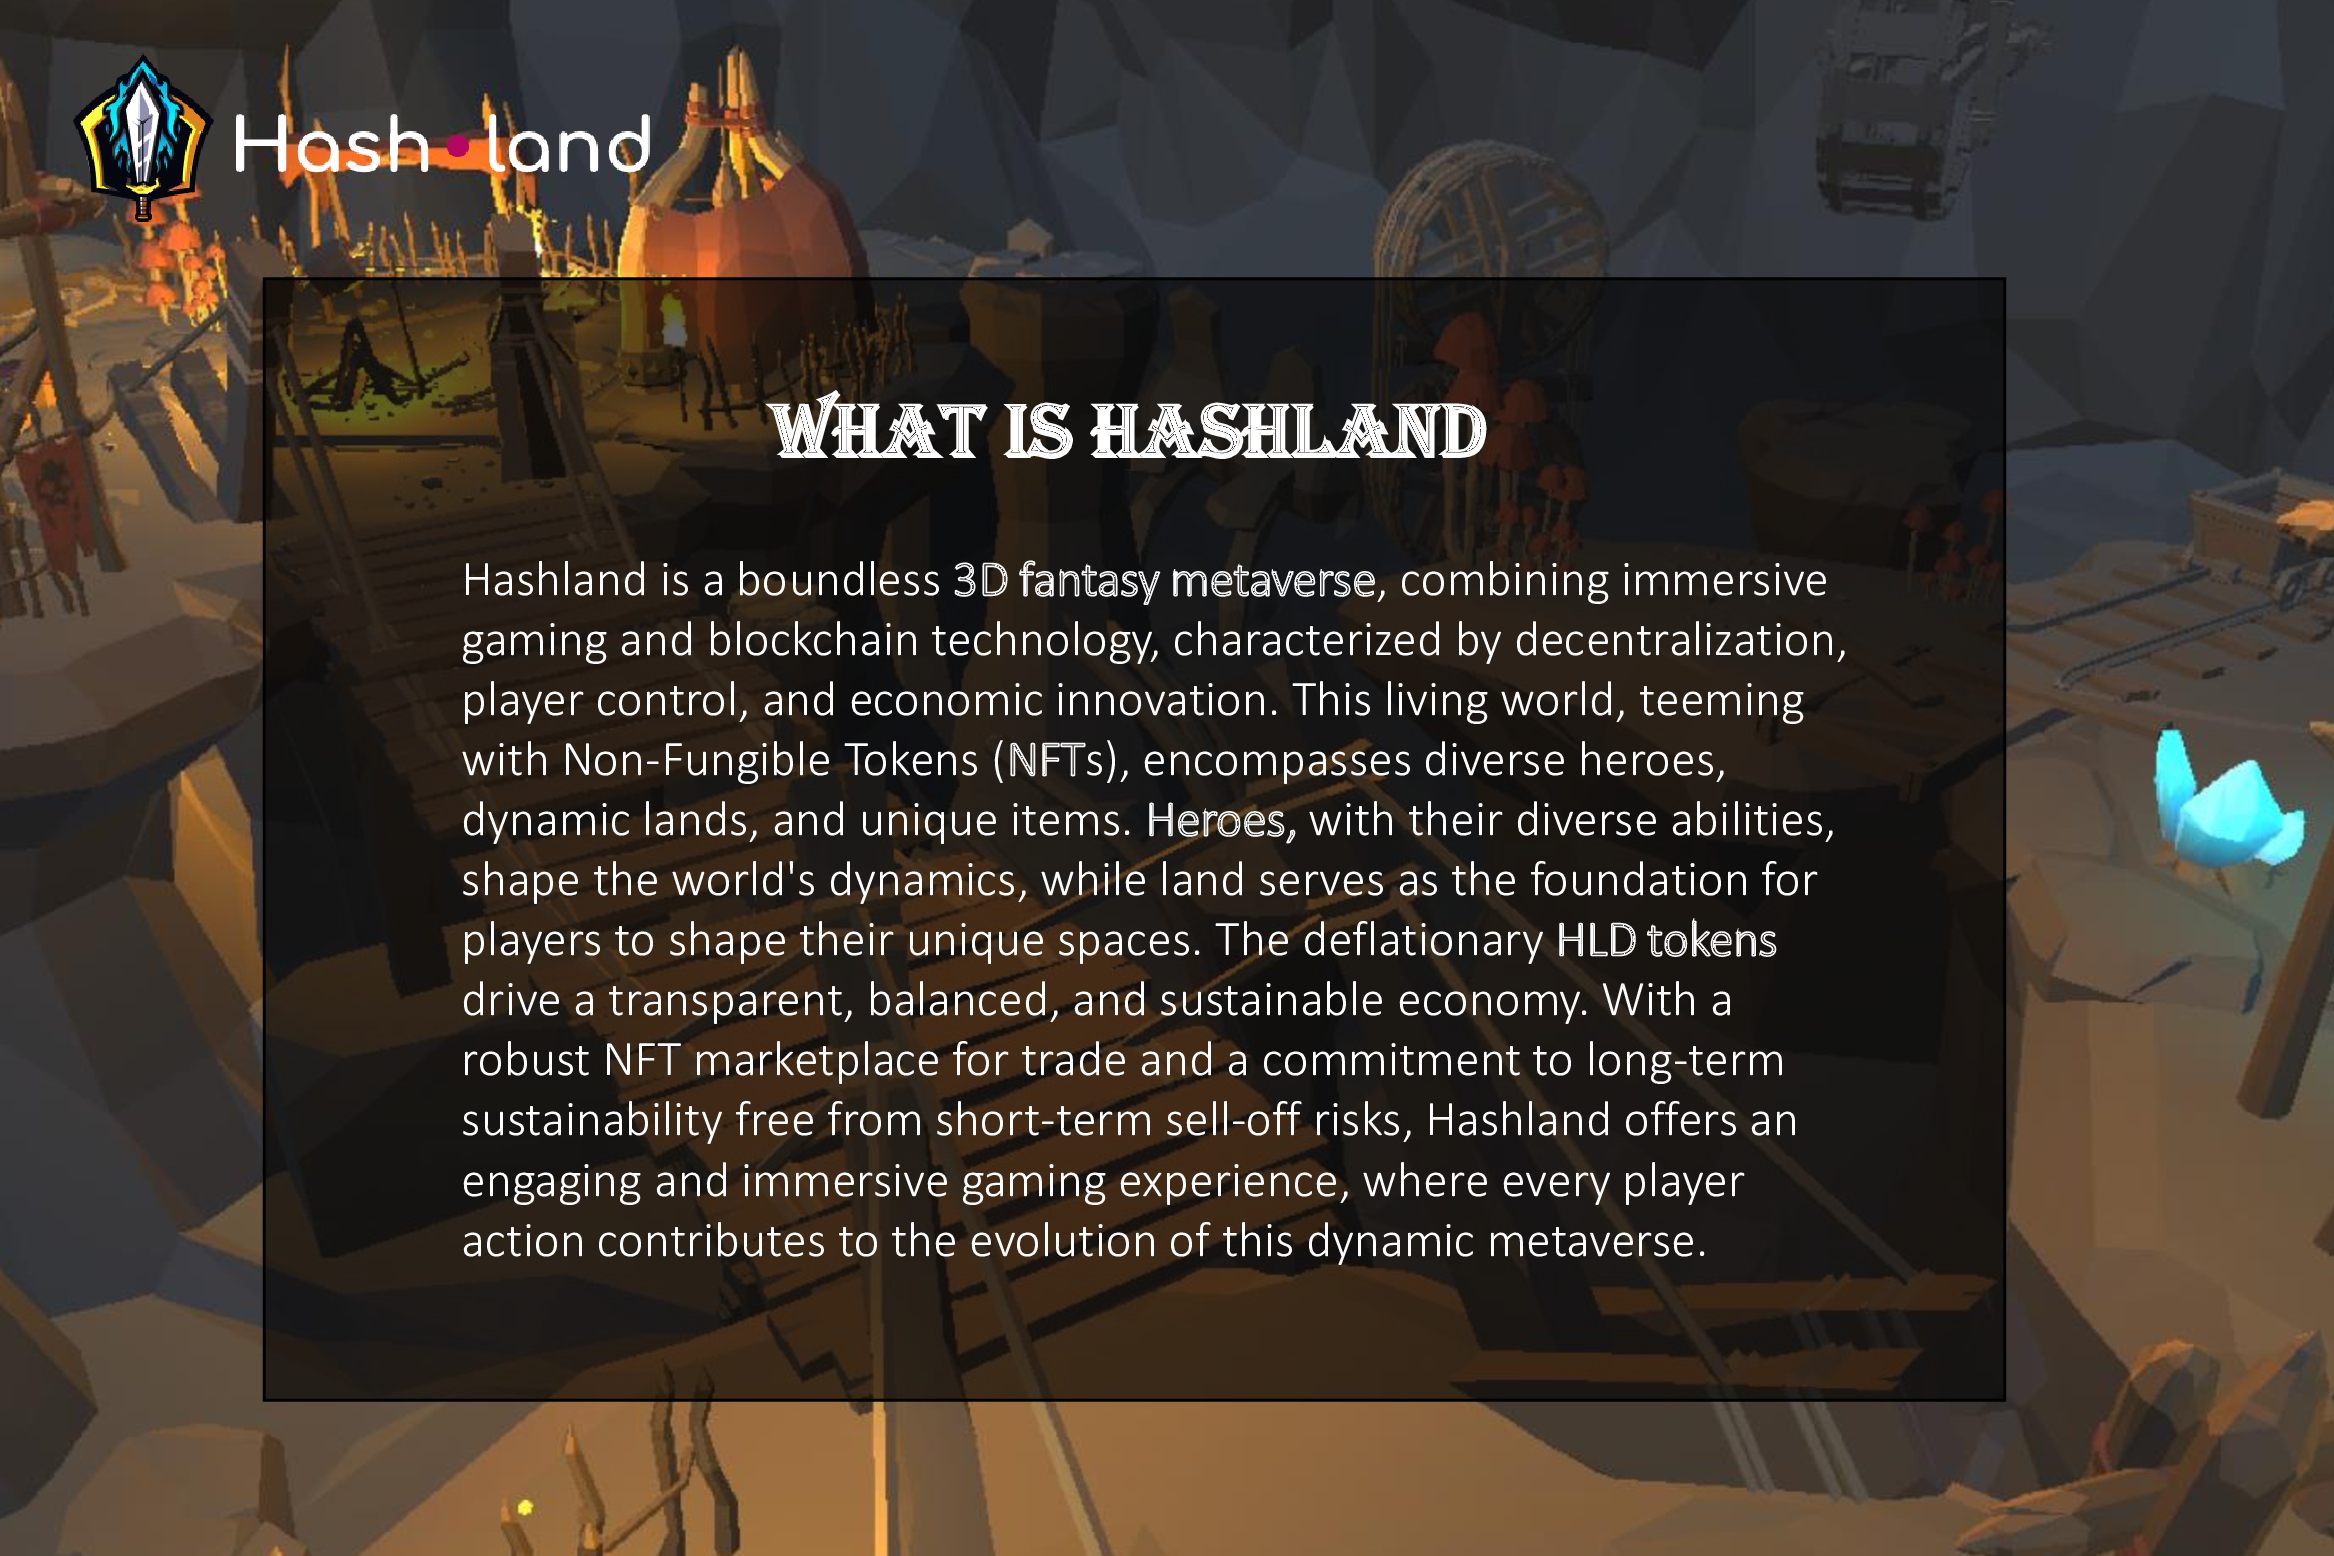 Hash•land
WHAT IS HASHLAND
Hashland is a boundless 3D fantasy metaverse, combining immersive
gaming and blockchain technology, characterized by decentralization,
player control, and economic innovation. This living world, teeming
with Non-Fungible Tokens (NFTs), encompasses diverse heroes,
dynamic lands, and unique items. Heroes, with their diverse abilities,
shape the world's dynamics, while land serves as the foundation for
players to shape their unique spaces. The deflationary HLD tokens
drive a transparent, balanced, and sustainable economy. With a
robust NFT marketplace for trade and a commitment to long-term
sustainability free from short-term sell-off risks, Hashland offers an
engaging and immersive gaming experience, where every player
action contributes to the evolution of this dynamic metaverse.